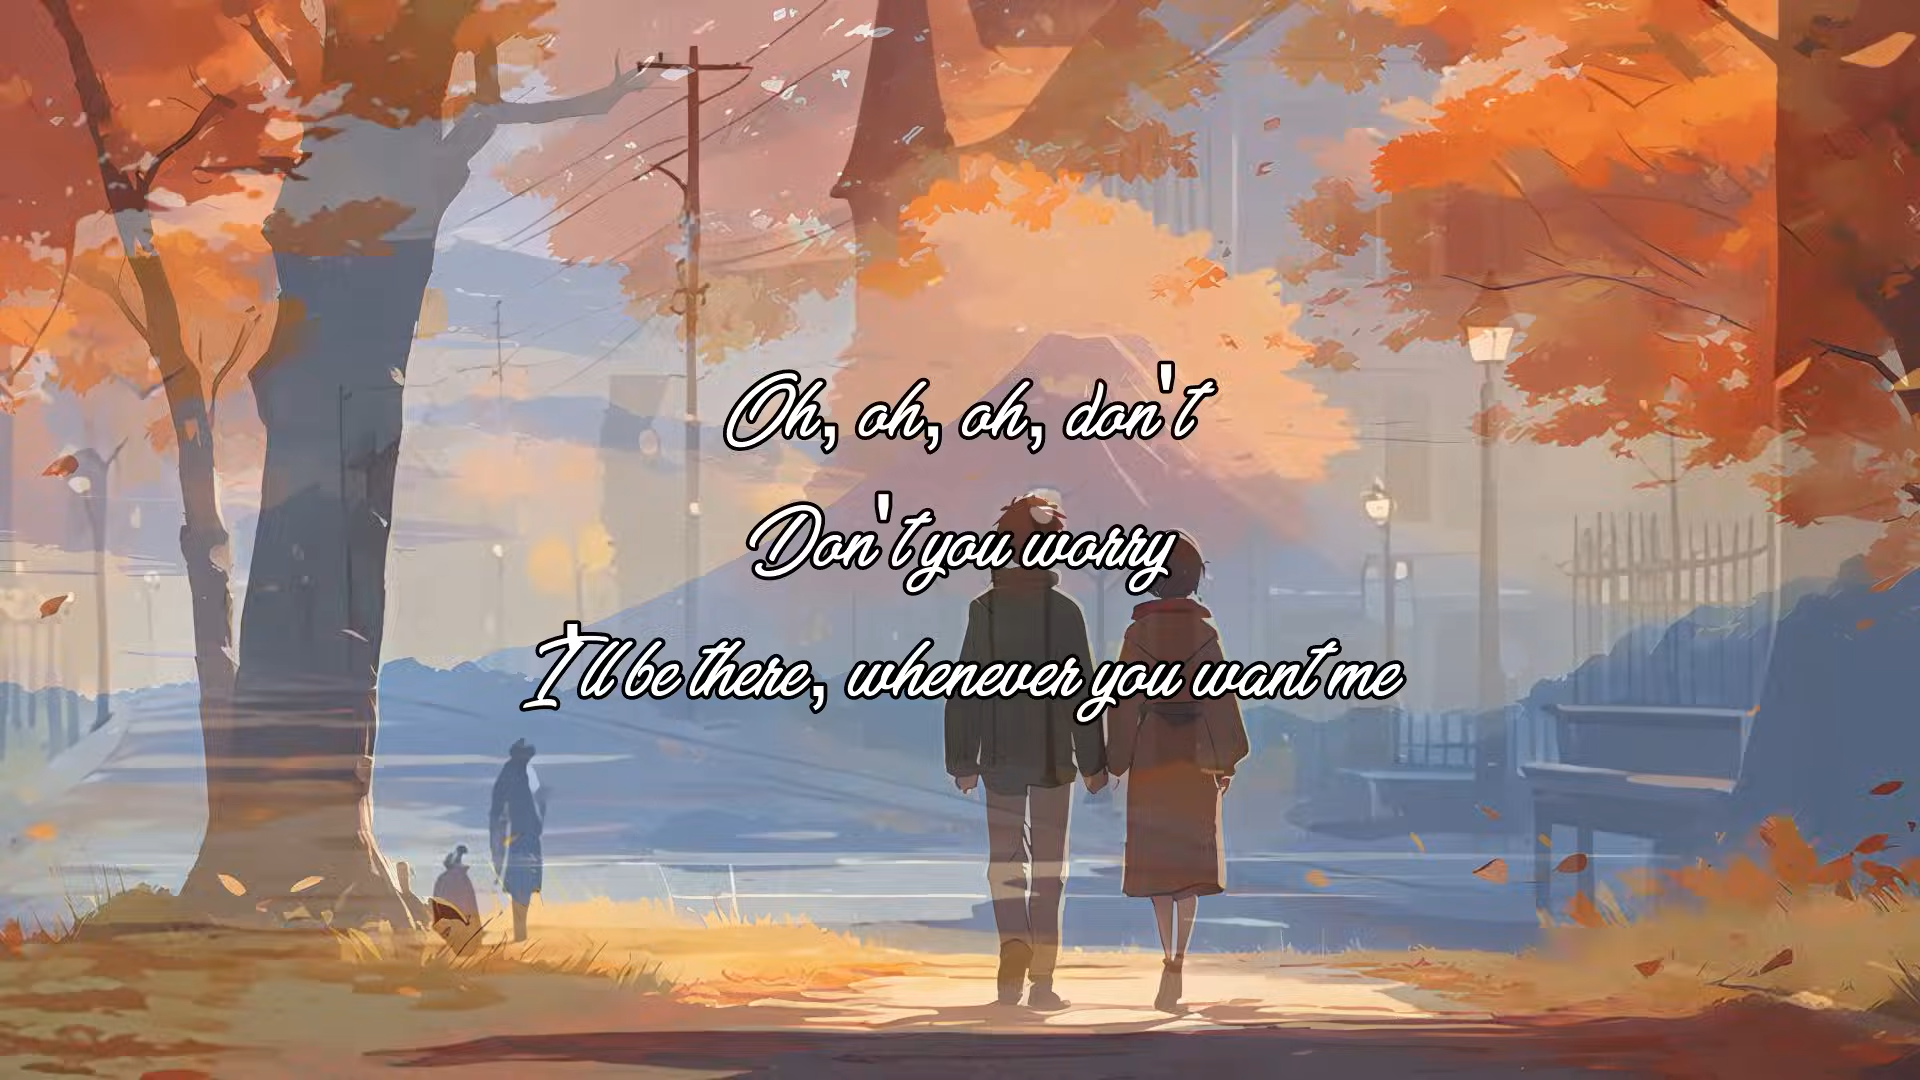 Oh, oh, oh, don't
Don't you worry
I'll be there, whenever you want me